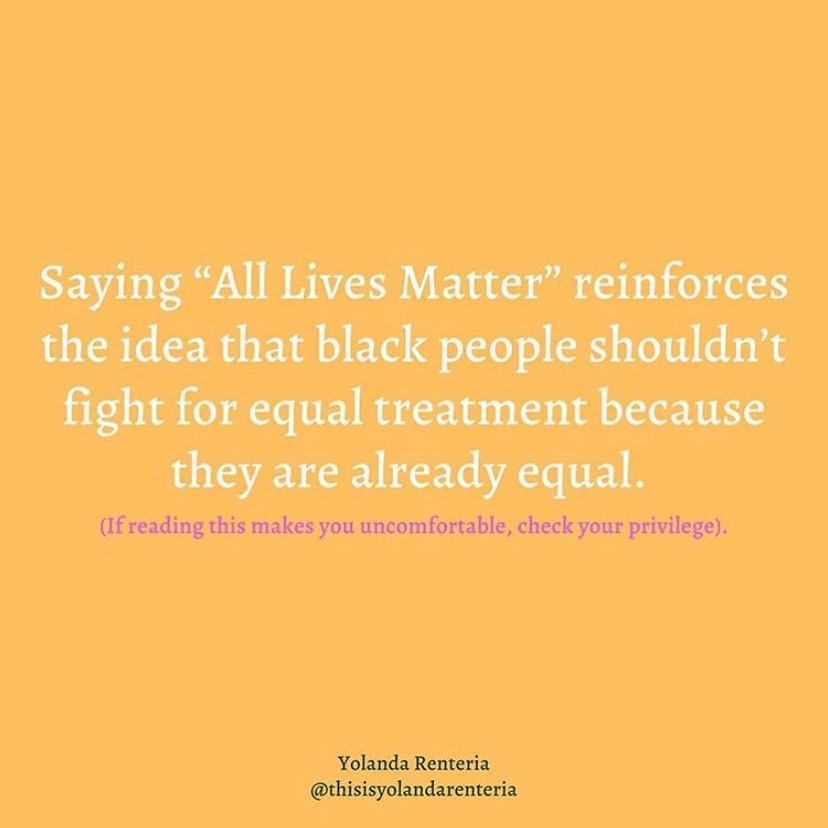 Saying “All Lives Matter” reinforces
the idea that black people shouldn’t
fight for equal treatment because
they are already equal.
(If reading this makes you uncomfortable, check your privilege).
Yolanda Renteria
@thisisyolandarenteria